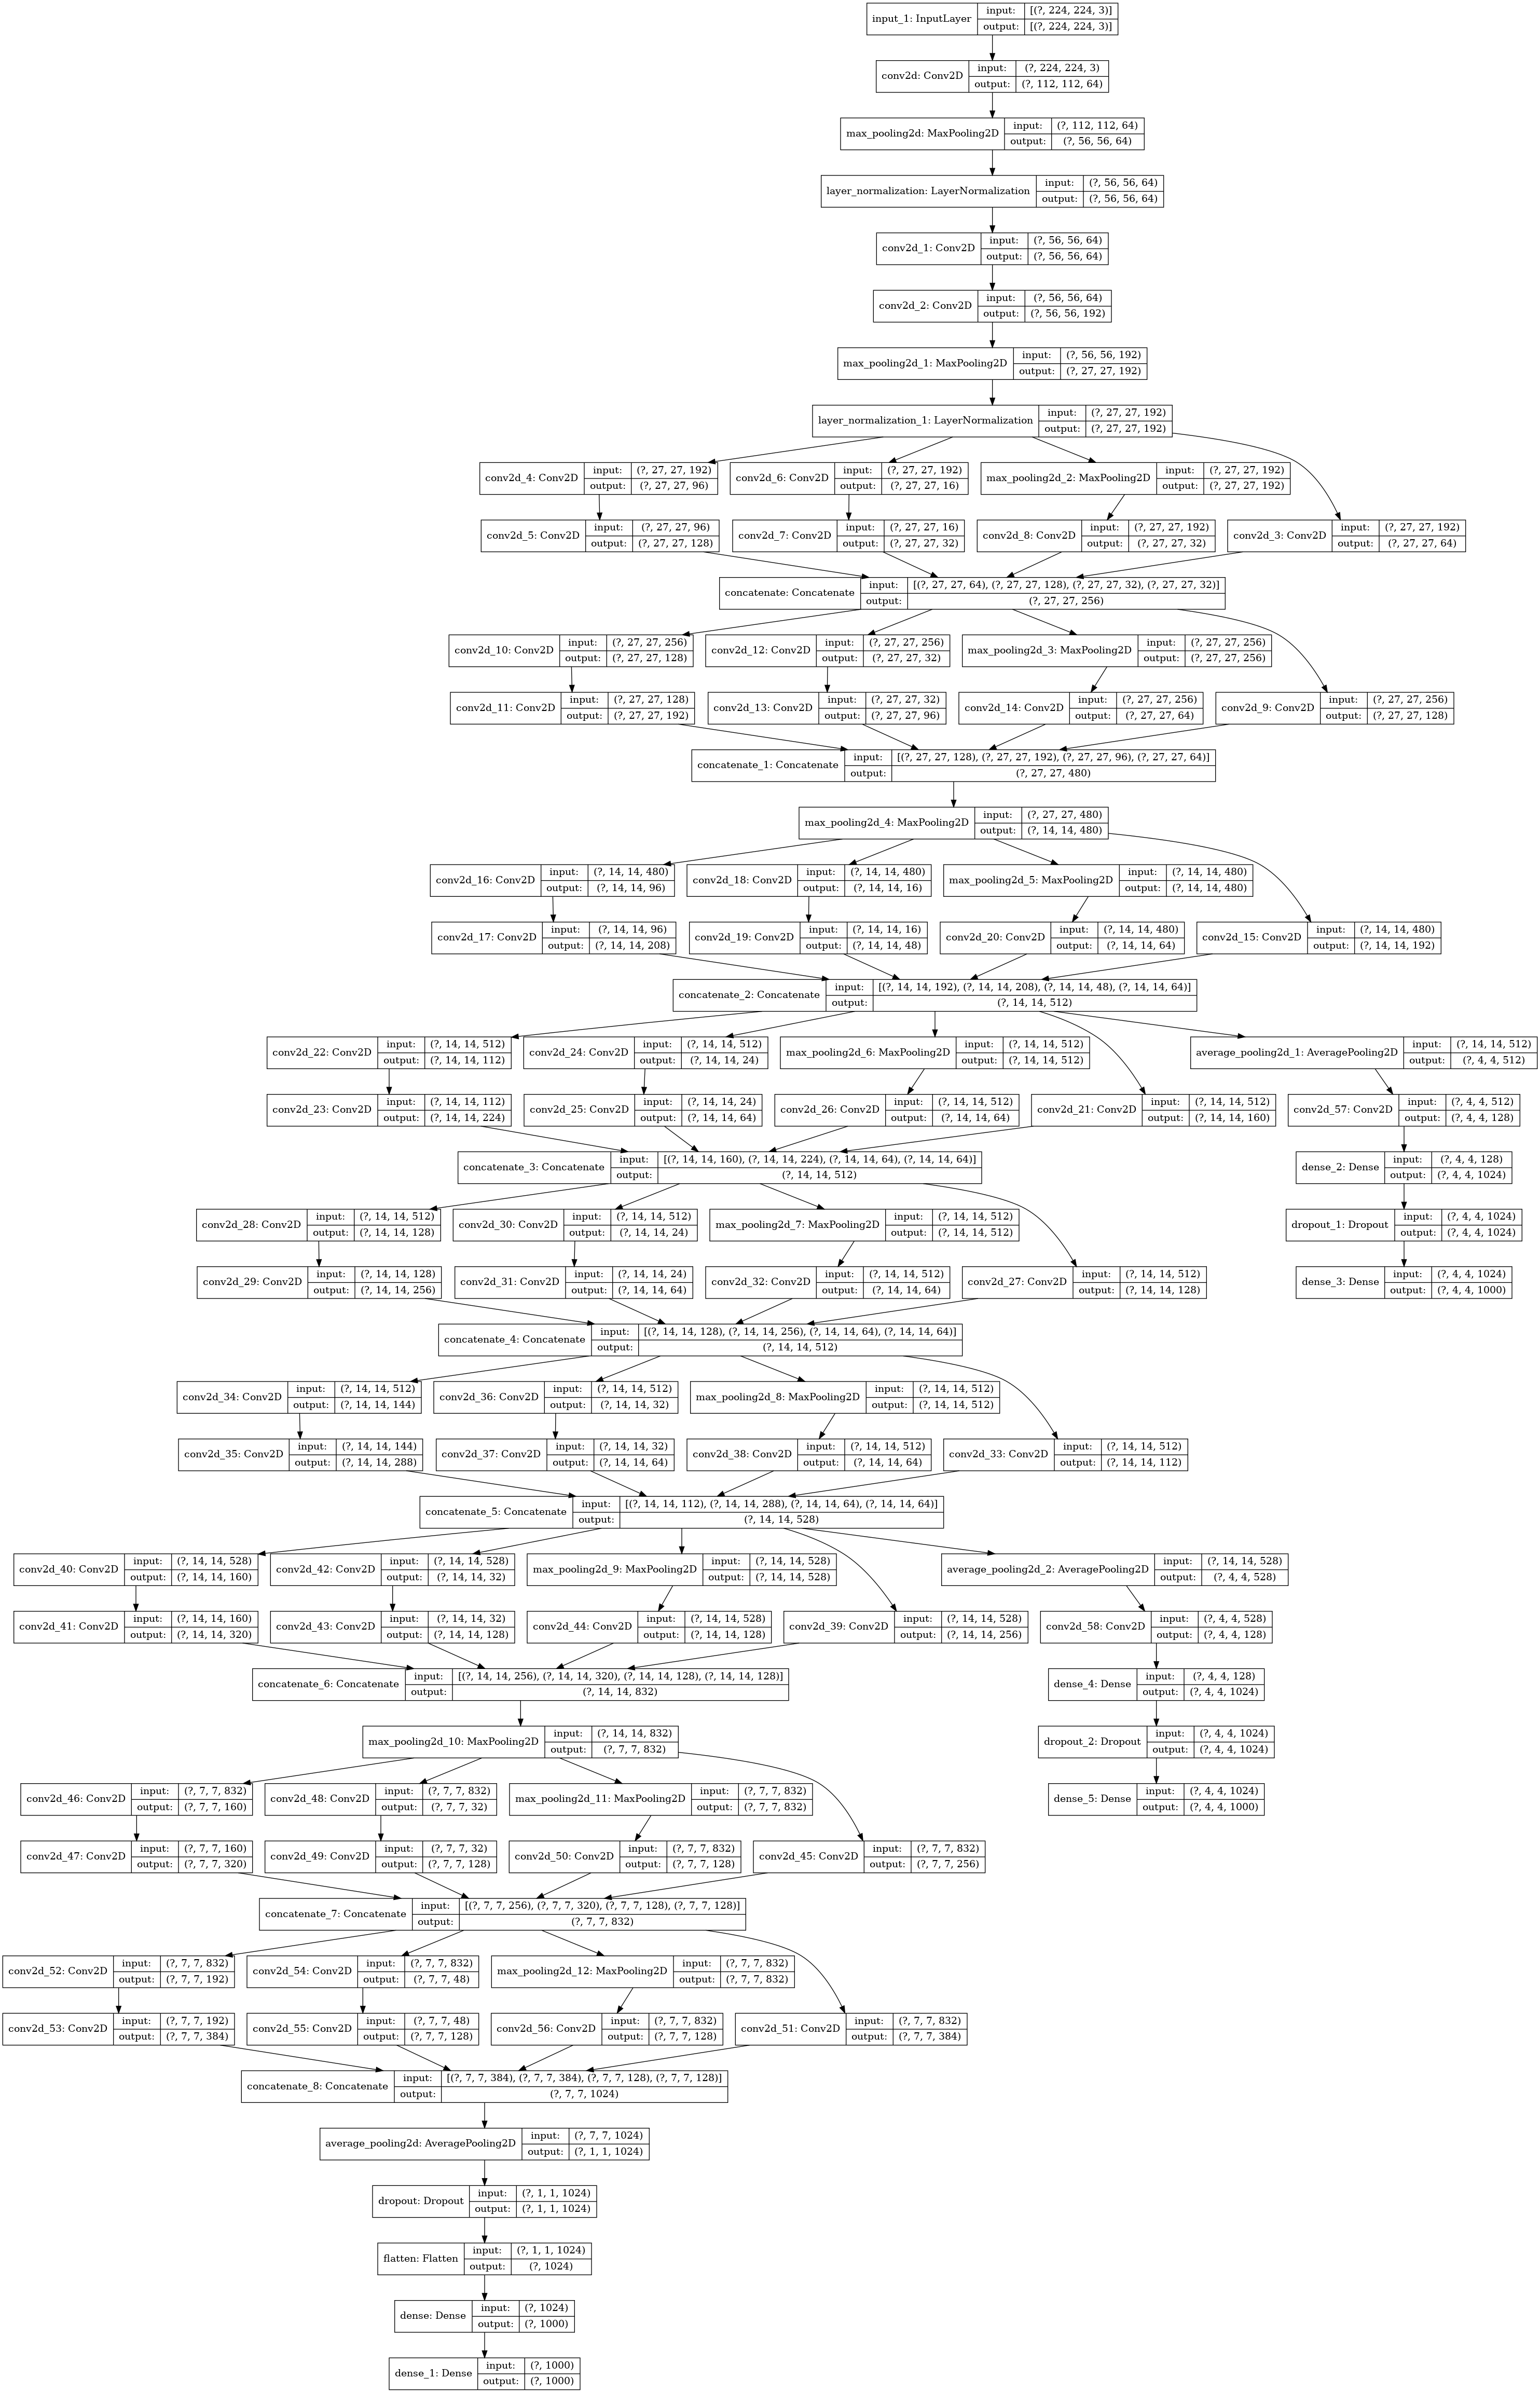 input_1: InputLayer input: [(?, 224, 224, 3)]
output: [(?, 224, 224, 3)]
conv2d: Conv2D input: (?, 224, 224, 3)
output: (?, 112, 112, 64)
max_pooling2d: MaxPooling2D input: (?, 112, 112, 64)
output: (?, 56, 56, 64)
layer_normalization: LayerNormalization input: (?, 56, 56, 64)
output: (?, 56, 56, 64)
conv2d_1: Conv2D input: (?, 56, 56, 64)
output: (?, 56, 56, 64)
conv2d_2: Conv2D input: (?, 56, 56, 64)
output: (?, 56, 56, 192)
max_pooling2d_1: MaxPooling2D input: (?, 56, 56, 192)
output: (?, 27, 27, 192)
layer_normalization_1: LayerNormalization input: (?, 27, 27, 192)
output: (?, 27, 27, 192)
conv2d_4: Conv2D input: (?, 27, 27, 192)
output: (?, 27, 27, 96)
conv2d_6: Conv2D input: (?, 27, 27, 192)
output: (?, 27, 27, 16)
max_pooling2d_2: MaxPooling2D input: (?, 27, 27, 192)
output: (?, 27, 27, 192)
conv2d_5: Conv2D input: (?, 27, 27, 96)
output: (?, 27, 27, 128)
conv2d_7: Conv2D input: (?, 27, 27, 16)
output: (?, 27, 27, 32)
conv2d_8: Conv2D input: (?, 27, 27, 192)
output: (?, 27, 27, 32)
conv2d_3: Conv2D input: (?, 27, 27, 192)
output: (?, 27, 27, 64)
concatenate: Concatenate input: [(?, 27, 27, 64), (?, 27, 27, 128), (?, 27, 27, 32), (?, 27, 27, 32)]
output: (?, 27, 27, 256)
conv2d_10: Conv2D input: (?, 27, 27, 256)
output: (?, 27, 27, 128)
conv2d_12: Conv2D input: (?, 27, 27, 256)
output: (?, 27, 27, 32)
max_pooling2d_3: MaxPooling2D input: (?, 27, 27, 256)
output: (?, 27, 27, 256)
conv2d_11: Conv2D input: (?, 27, 27, 128)
output: (?, 27, 27, 192)
conv2d_13: Conv2D input: (?, 27, 27, 32)
output: (?, 27, 27, 96)
conv2d_14: Conv2D input: (?, 27, 27, 256)
output: (?, 27, 27, 64)
conv2d_9: Conv2D input: (?, 27, 27, 256)
output: (?, 27, 27, 128)
concatenate_1: Concatenate input: [(?, 27, 27, 128), (?, 27, 27, 192), (?, 27, 27, 96), (?, 27, 27, 64)]
output: (?, 27, 27, 480)
max_pooling2d_4: MaxPooling2D input: (?, 27, 27, 480)
output: (?, 14, 14, 480)
conv2d_16: Conv2D input: (?, 14, 14, 480)
output: (?, 14, 14, 96)
conv2d_18: Conv2D input: (?, 14, 14, 480)
output: (?, 14, 14, 16)
max_pooling2d_5: MaxPooling2D input: (?, 14, 14, 480)
output: (?, 14, 14, 480)
conv2d_17: Conv2D input: (?, 14, 14, 96)
output: (?, 14, 14, 208)
conv2d_19: Conv2D input: (?, 14, 14, 16)
output: (?, 14, 14, 48)
conv2d_20: Conv2D input: (?, 14, 14, 480)
output: (?, 14, 14, 64)
conv2d_15: Conv2D input: (?, 14, 14, 480)
output: (?, 14, 14, 192)
concatenate_2: Concatenate input: [(?, 14, 14, 192), (?, 14, 14, 208), (?, 14, 14, 48), (?, 14, 14, 64)]
output: (?, 14, 14, 512)
conv2d_22: Conv2D input: (?, 14, 14, 512)
output: (?, 14, 14, 112)
conv2d_24: Conv2D input: (?, 14, 14, 512)
output: (?, 14, 14, 24)
max_pooling2d_6: MaxPooling2D input: (?, 14, 14, 512)
output: (?, 14, 14, 512)
average_pooling2d_1: AveragePooling2D input: (?, 14, 14, 512)
output: (?, 4, 4, 512)
conv2d_23: Conv2D input: (?, 14, 14, 112)
output: (?, 14, 14, 224)
conv2d_25: Conv2D input: (?, 14, 14, 24)
output: (?, 14, 14, 64)
conv2d_26: Conv2D input: (?, 14, 14, 512)
output: (?, 14, 14, 64)
conv2d_21: Conv2D input: (?, 14, 14, 512)
output: (?, 14, 14, 160)
conv2d_57: Conv2D input: (?, 4, 4, 512)
output: (?, 4, 4, 128)
concatenate_3: Concatenate input: [(?, 14, 14, 160), (?, 14, 14, 224), (?, 14, 14, 64), (?, 14, 14, 64)]
output: (?, 14, 14, 512)
dense_2: Dense input: (?, 4, 4, 128)
output: (?, 4, 4, 1024)
conv2d_28: Conv2D input: (?, 14, 14, 512)
output: (?, 14, 14, 128)
conv2d_30: Conv2D input: (?, 14, 14, 512)
output: (?, 14, 14, 24)
max_pooling2d_7: MaxPooling2D input: (?, 14, 14, 512)
output: (?, 14, 14, 512)
dropout_1: Dropout input: (?, 4, 4, 1024)
output: (?, 4, 4, 1024)
conv2d_29: Conv2D input: (?, 14, 14, 128)
output: (?, 14, 14, 256)
conv2d_31: Conv2D input: (?, 14, 14, 24)
output: (?, 14, 14, 64)
conv2d_32: Conv2D input: (?, 14, 14, 512)
output: (?, 14, 14, 64)
conv2d_27: Conv2D input: (?, 14, 14, 512)
output: (?, 14, 14, 128)
dense_3: Dense input: (?, 4, 4, 1024)
output: (?, 4, 4, 1000)
concatenate_4: Concatenate input: [(?, 14, 14, 128), (?, 14, 14, 256), (?, 14, 14, 64), (?, 14, 14, 64)]
output: (?, 14, 14, 512)
conv2d_34: Conv2D input: (?, 14, 14, 512)
output: (?, 14, 14, 144)
conv2d_36: Conv2D input: (?, 14, 14, 512)
output: (?, 14, 14, 32)
max_pooling2d_8: MaxPooling2D input: (?, 14, 14, 512)
output: (?, 14, 14, 512)
conv2d_35: Conv2D input: (?, 14, 14, 144)
output: (?, 14, 14, 288)
conv2d_37: Conv2D input: (?, 14, 14, 32)
output: (?, 14, 14, 64)
conv2d_38: Conv2D input: (?, 14, 14, 512)
output: (?, 14, 14, 64)
conv2d_33: Conv2D input: (?, 14, 14, 512)
output: (?, 14, 14, 112)
concatenate_5: Concatenate input: [(?, 14, 14, 112), (?, 14, 14, 288), (?, 14, 14, 64), (?, 14, 14, 64)]
output: (?, 14, 14, 528)
conv2d_40: Conv2D input: (?, 14, 14, 528)
output: (?, 14, 14, 160)
conv2d_42: Conv2D input: (?, 14, 14, 528)
output: (?, 14, 14, 32)
max_pooling2d_9: MaxPooling2D input: (?, 14, 14, 528)
output: (?, 14, 14, 528)
average_pooling2d_2: AveragePooling2D input: (?, 14, 14, 528)
output: (?, 4, 4, 528)
conv2d_41: Conv2D input: (?, 14, 14, 160)
output: (?, 14, 14, 320)
conv2d_43: Conv2D input: (?, 14, 14, 32)
output: (?, 14, 14, 128)
conv2d_44: Conv2D input: (?, 14, 14, 528)
output: (?, 14, 14, 128)
conv2d_39: Conv2D input: (?, 14, 14, 528)
output: (?, 14, 14, 256)
conv2d_58: Conv2D input: (?, 4, 4, 528)
output: (?, 4, 4, 128)
concatenate_6: Concatenate input: [(?, 14, 14, 256), (?, 14, 14, 320), (?, 14, 14, 128), (?, 14, 14, 128)]
output: (?, 14, 14, 832)
dense_4: Dense input: (?, 4, 4, 128)
output: (?, 4, 4, 1024)
max_pooling2d_10: MaxPooling2D input: (?, 14, 14, 832)
output: (?, 7, 7, 832)
dropout_2: Dropout input: (?, 4, 4, 1024)
output: (?, 4, 4, 1024)
conv2d_46: Conv2D input: (?, 7, 7, 832)
output: (?, 7, 7, 160)
conv2d_48: Conv2D input: (?, 7, 7, 832)
output: (?, 7, 7, 32)
max_pooling2d_11: MaxPooling2D input: (?, 7, 7, 832)
output: (?, 7, 7, 832)
dense_5: Dense input: (?, 4, 4, 1024)
output: (?, 4, 4, 1000)
conv2d_47: Conv2D input: (?, 7, 7, 160)
output: (?, 7, 7, 320)
conv2d_49: Conv2D input: (?, 7, 7, 32)
output: (?, 7, 7, 128)
conv2d_50: Conv2D input: (?, 7, 7, 832)
output: (?, 7, 7, 128)
conv2d_45: Conv2D input: (?, 7, 7, 832)
output: (?, 7, 7, 256)
concatenate_7: Concatenate input: [(?, 7, 7, 256), (?, 7, 7, 320), (?, 7, 7, 128), (?, 7, 7, 128)]
output: (?, 7, 7, 832)
conv2d_52: Conv2D input: (?, 7, 7, 832)
output: (?, 7, 7, 192)
conv2d_54: Conv2D input: (?, 7, 7, 832)
output: (?, 7, 7, 48)
max_pooling2d_12: MaxPooling2D input: (?, 7, 7, 832)
output: (?, 7, 7, 832)
conv2d_53: Conv2D input: (?, 7, 7, 192)
output: (?, 7, 7, 384)
conv2d_55: Conv2D input: (?, 7, 7, 48)
output: (?, 7, 7, 128)
conv2d_56: Conv2D input: (?, 7, 7, 832)
output: (?, 7, 7, 128)
conv2d_51: Conv2D input: (?, 7, 7, 832)
output: (?, 7, 7, 384)
concatenate_8: Concatenate input: [(?, 7, 7, 384), (?, 7, 7, 384), (?, 7, 7, 128), (?, 7, 7, 128)]
output: (?, 7, 7, 1024)
average_pooling2d: AveragePooling2D input: (?, 7, 7, 1024)
output: (?, 1, 1, 1024)
dropout: Dropout input: (?, 1, 1, 1024)
output: (?, 1, 1, 1024)
flatten: Flatten input: (?, 1, 1, 1024)
output: (?, 1024)
dense: Dense input: (?, 1024)
output: (?, 1000)
dense_1: Dense input: (?, 1000)
output: (?, 1000)